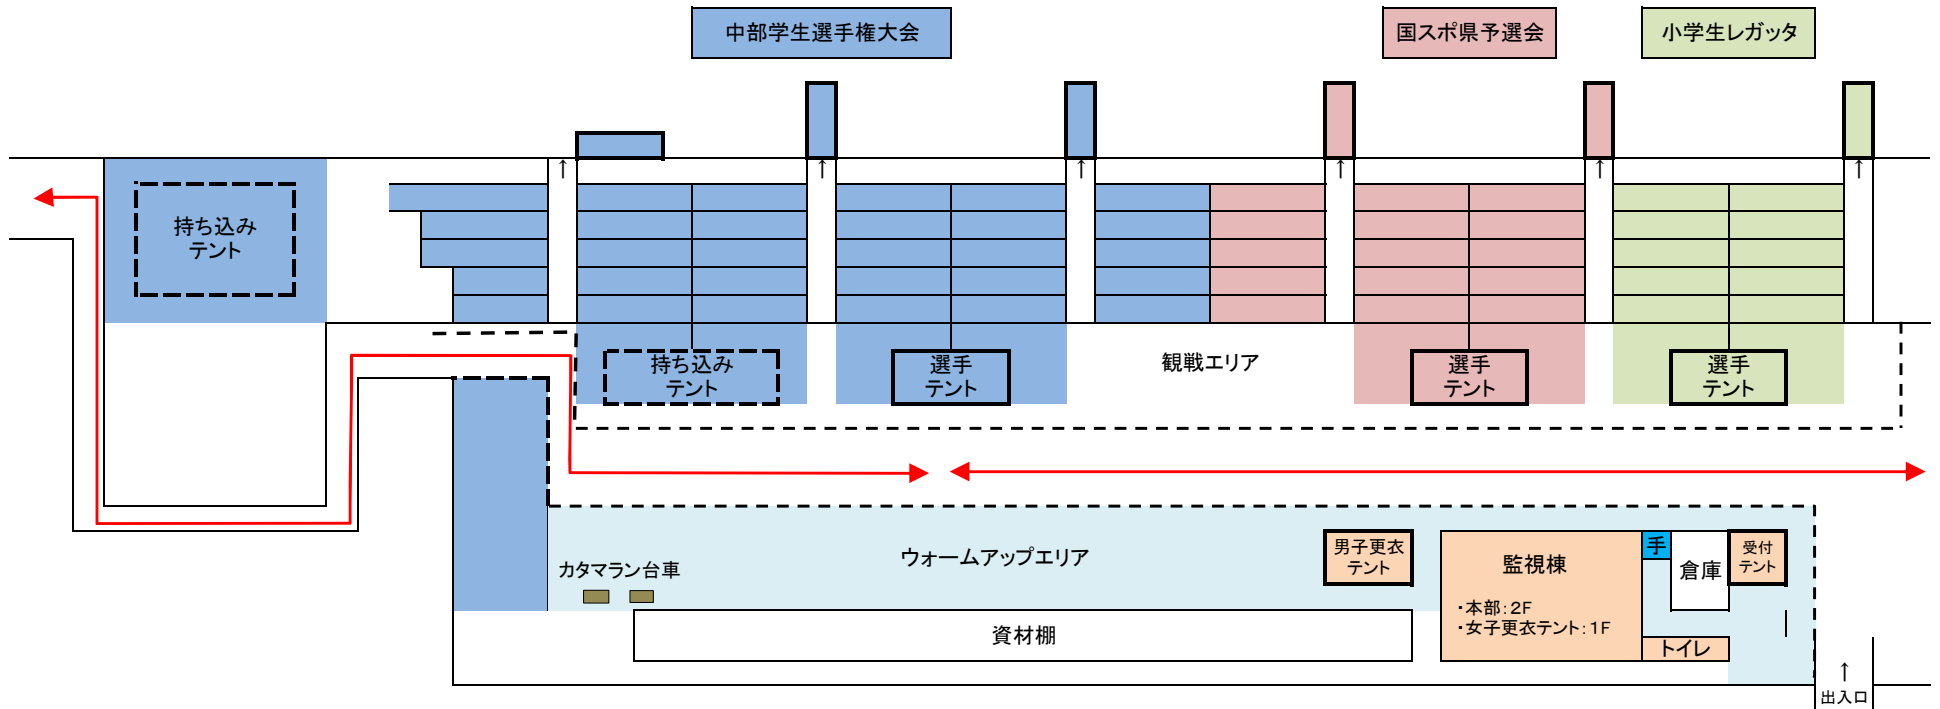 中部学生選手権大会
国スポ県予選会
小学生レガッタ
↑
↑
↑
↑
↑
↑
持ち込み
テント
持ち込み
テント
選手
テント
観戦エリア
選手
テント
選手
テント
ウォームアップエリア
カタマラン台車
男子更衣
テント
監視棟
・本部：2F
・女子更衣テント：1F
手
倉庫
受付
テント
資材棚
トイレ
↑
出入口